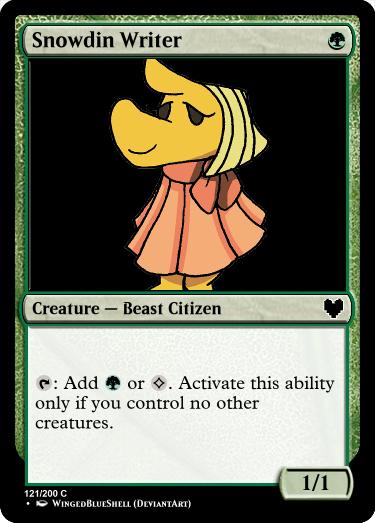 Snowdin Writer
Creature — Beast Citizen
: Add or . Activate this ability
only if you control no other
creatures.
1/1
121/200 C
• WingedBlueShell (DeviantArt)